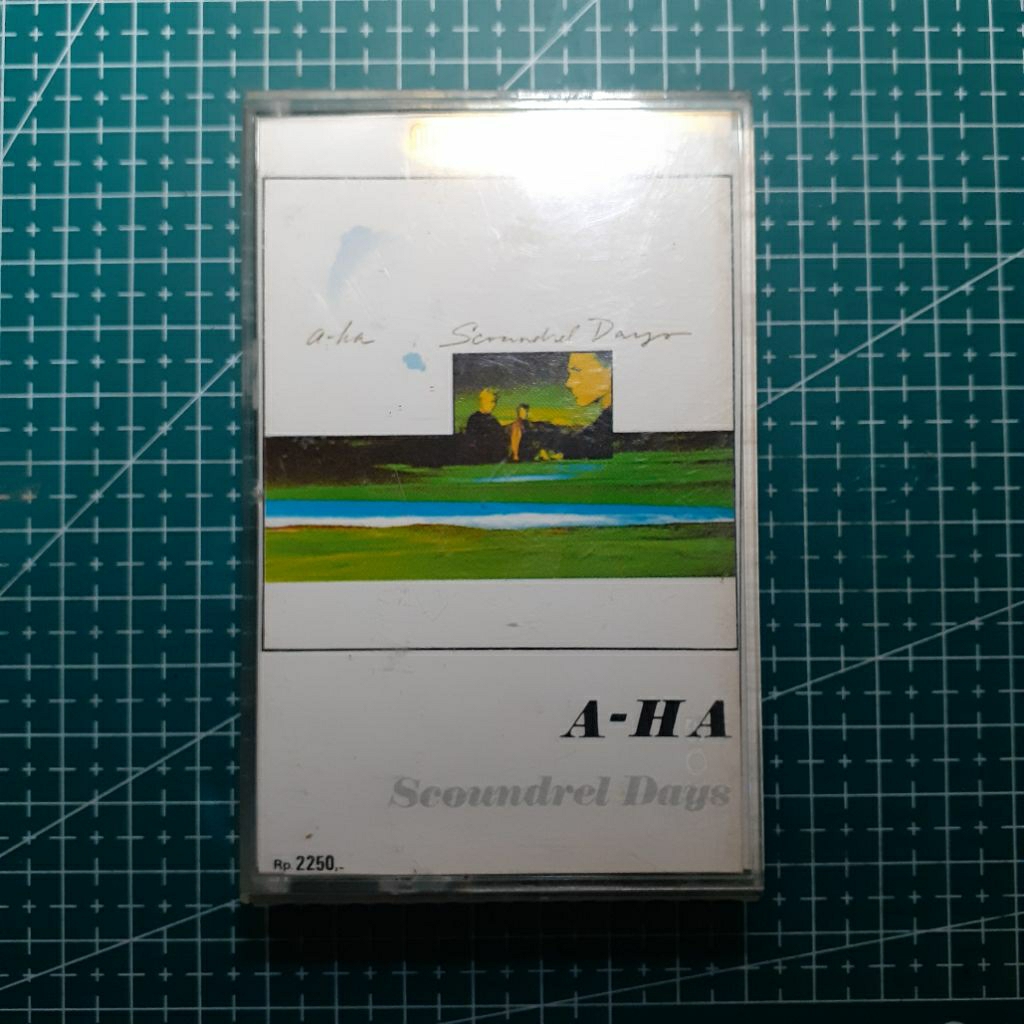 a-ha Scoundrel Days
A-HA
Scoundrel Days
Rp. 2250,-